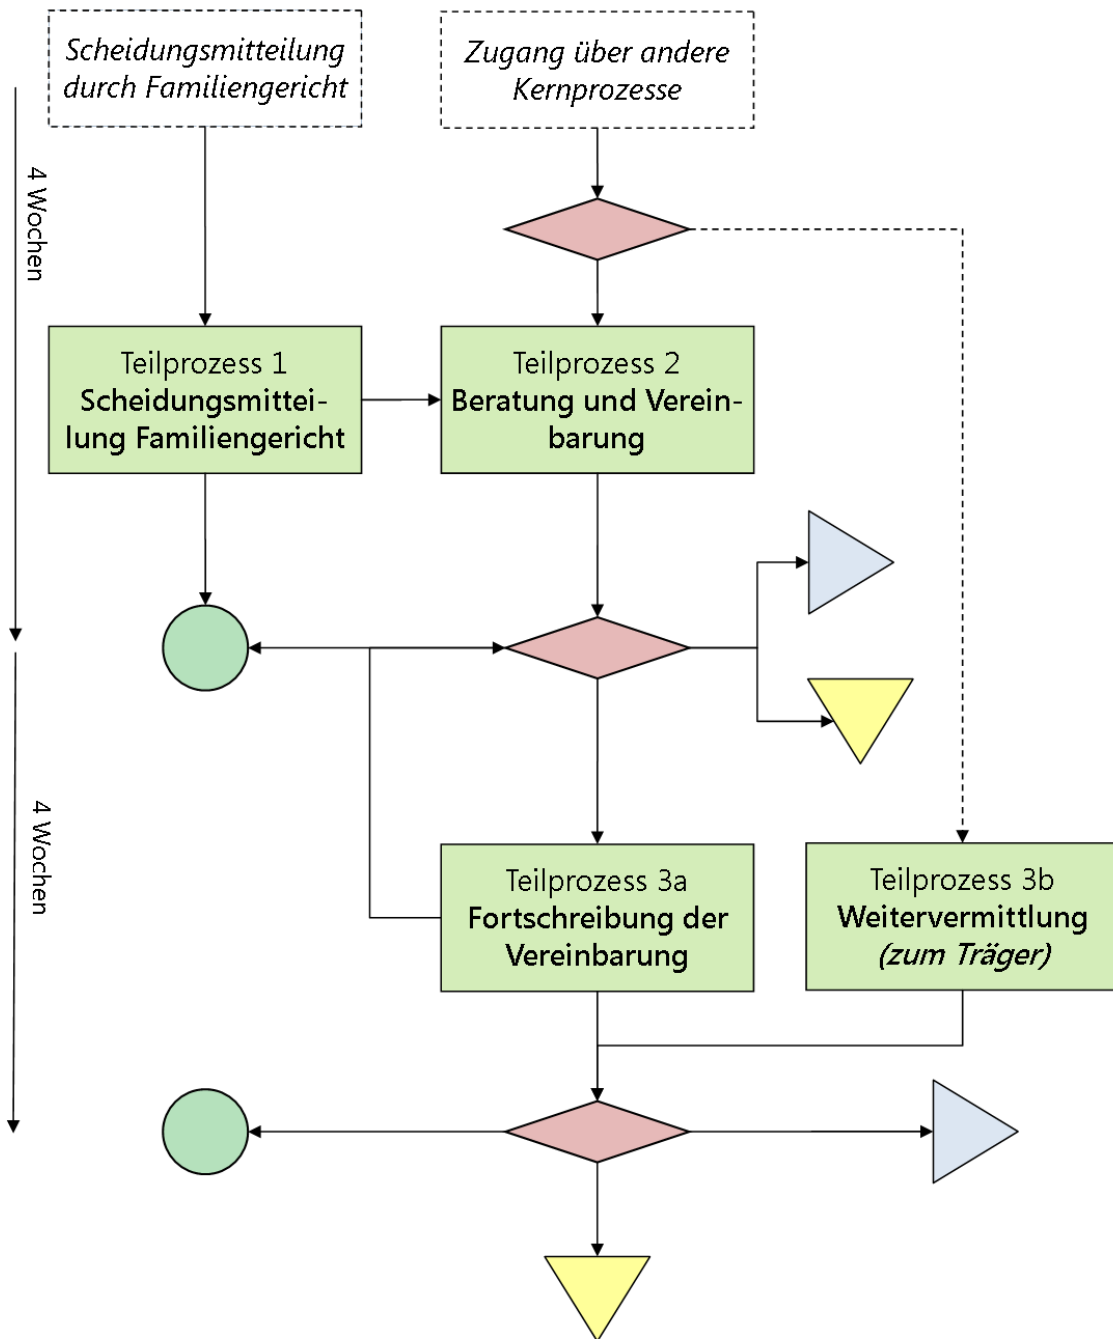 Scheidungsmitteilung
durch Familiengericht
Zugang über andere
Kernprozesse
4 Wochen
Teilprozess 1
Scheidungsmittei-
lung Familiengericht
Teilprozess 2
Beratung und Verein-
barung
4 Wochen
Teilprozess 3a
Fortschreibung der
Vereinbarung
Teilprozess 3b
Weitervermittlung
(zum Träger)